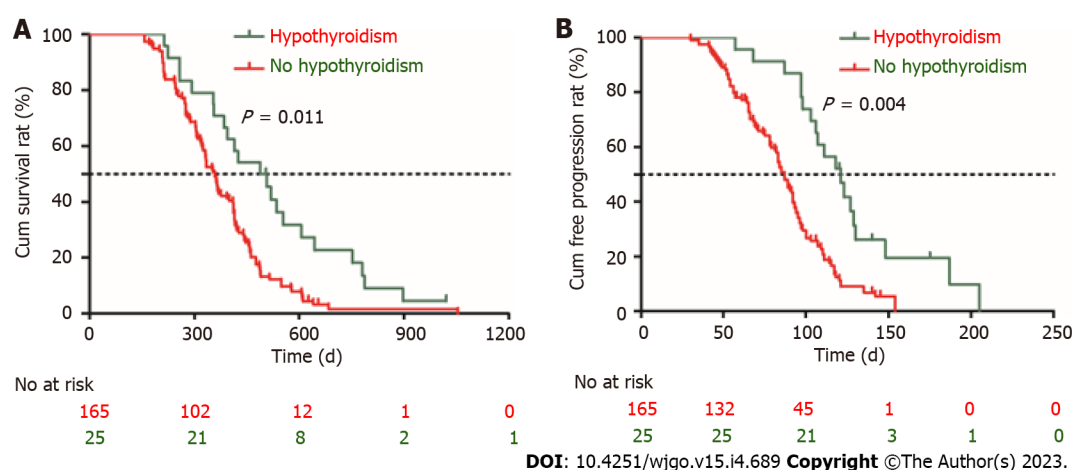 A
100
80
60
40
20
0
Cum survival rat (%)
Hypothyroidism
No hypothyroidism
P = 0.011
0 300 600 900 1200
Time (d)
No at risk
165 102 12 1 0
25 21 8 2 1
B
100
80
60
40
20
0
Cum free progression rat (%)
Hypothyroidism
No hypothyroidism
P = 0.004
0 50 100 150 200 250
Time (d)
No at risk
165 132 45 1 0 0
25 25 21 3 1 0
DOI: 10.4251/wjgo.v15.i4.689 Copyright ©The Author(s) 2023.